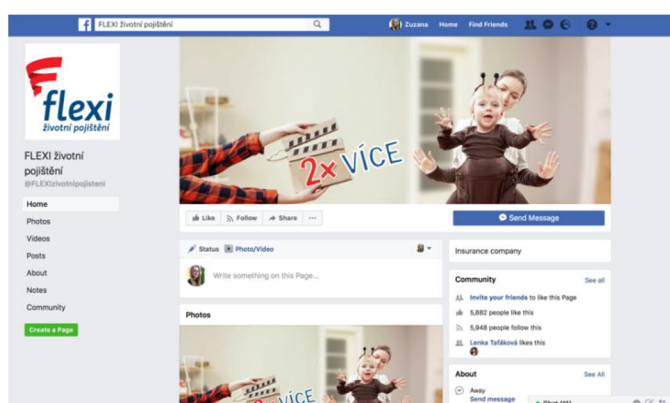 FLEXI životní pojištění
Zuzana Home Find Friends
flexi
životní pojištění
FLEXI životní
pojištění
@FLEXIzivotnipojisteni
Home
Photos
Videos
Posts
About
Notes
Community
Create a Page
2x VÍCE
Like Follow Share
Send Message
Status Photo/Video
Write something on this Page...
Photos
VÍCE
Insurance company
Community See all
Invite your friends to like this Page
5,882 people like this
5,948 people follow this
Lenka Taťáková likes this
About See All
Away
Send message